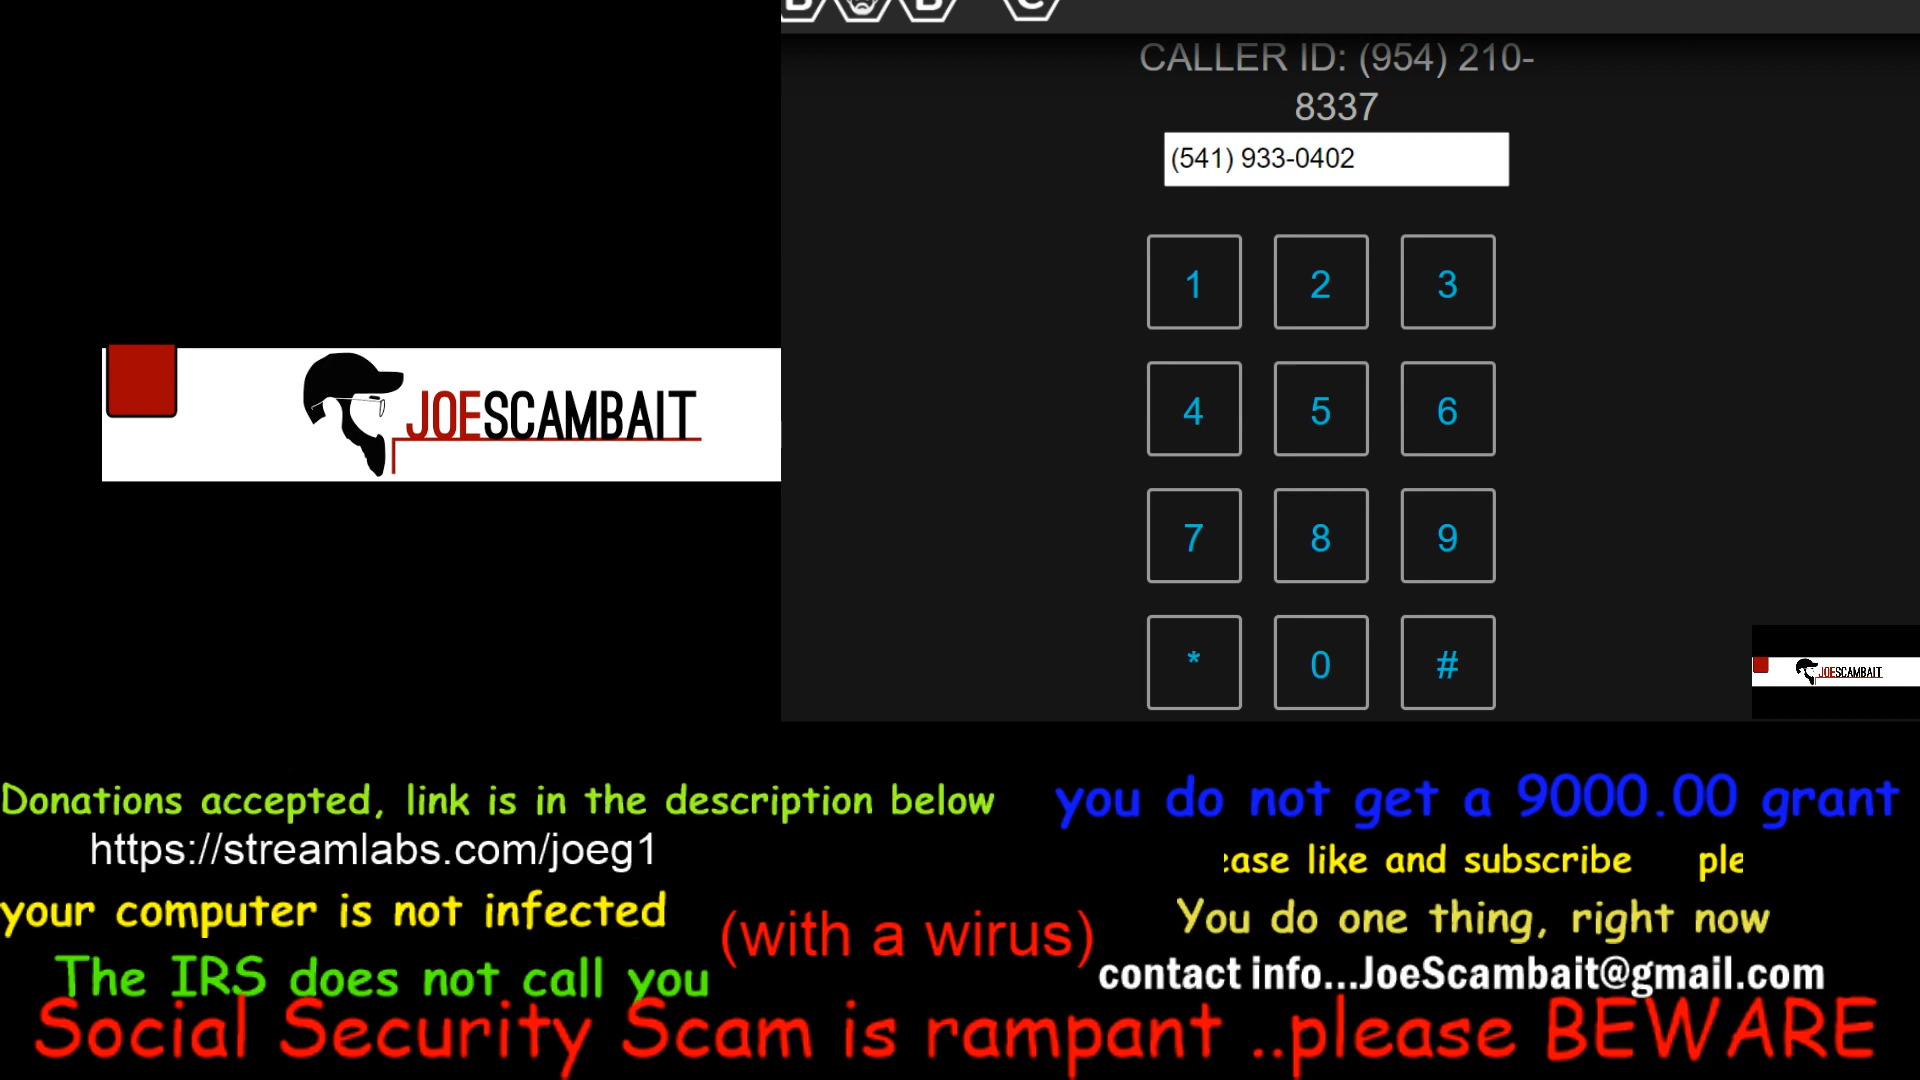 CALLER ID: (954) 210-
8337
(541) 933-0402
1 2 3
4 5 6
7 8 9
* 0 #
JOESCAMBAIT
JOESCAMBAIT
Donations accepted, link is in the description below
https://streamlabs.com/joeg1
you do not get a 9000.00 grant
ease like and subscribe ple
your computer is not infected
(with a wirus)
You do one thing, right now
The IRS does not call you
contact info...JoeScambait@gmail.com
Social Security Scam is rampant ..please BEWARE